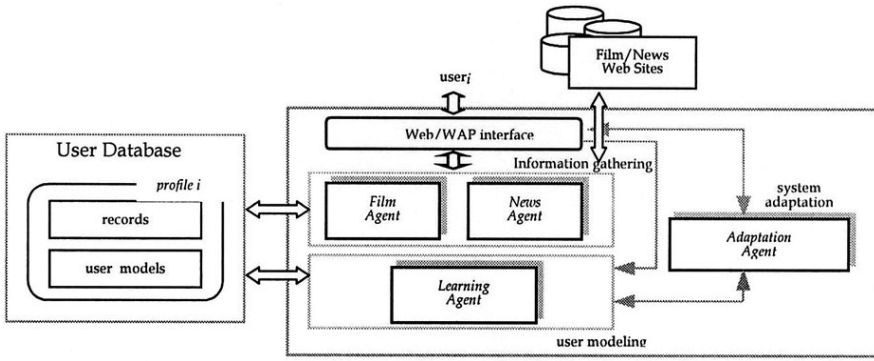 Film/News
Web Sites
useri
Web/WAP interface
Information gathering
User Database
profile i
records
user models
Film
Agent
News
Agent
system
adaptation
Adaptation
Agent
Learning
Agent
user modeling